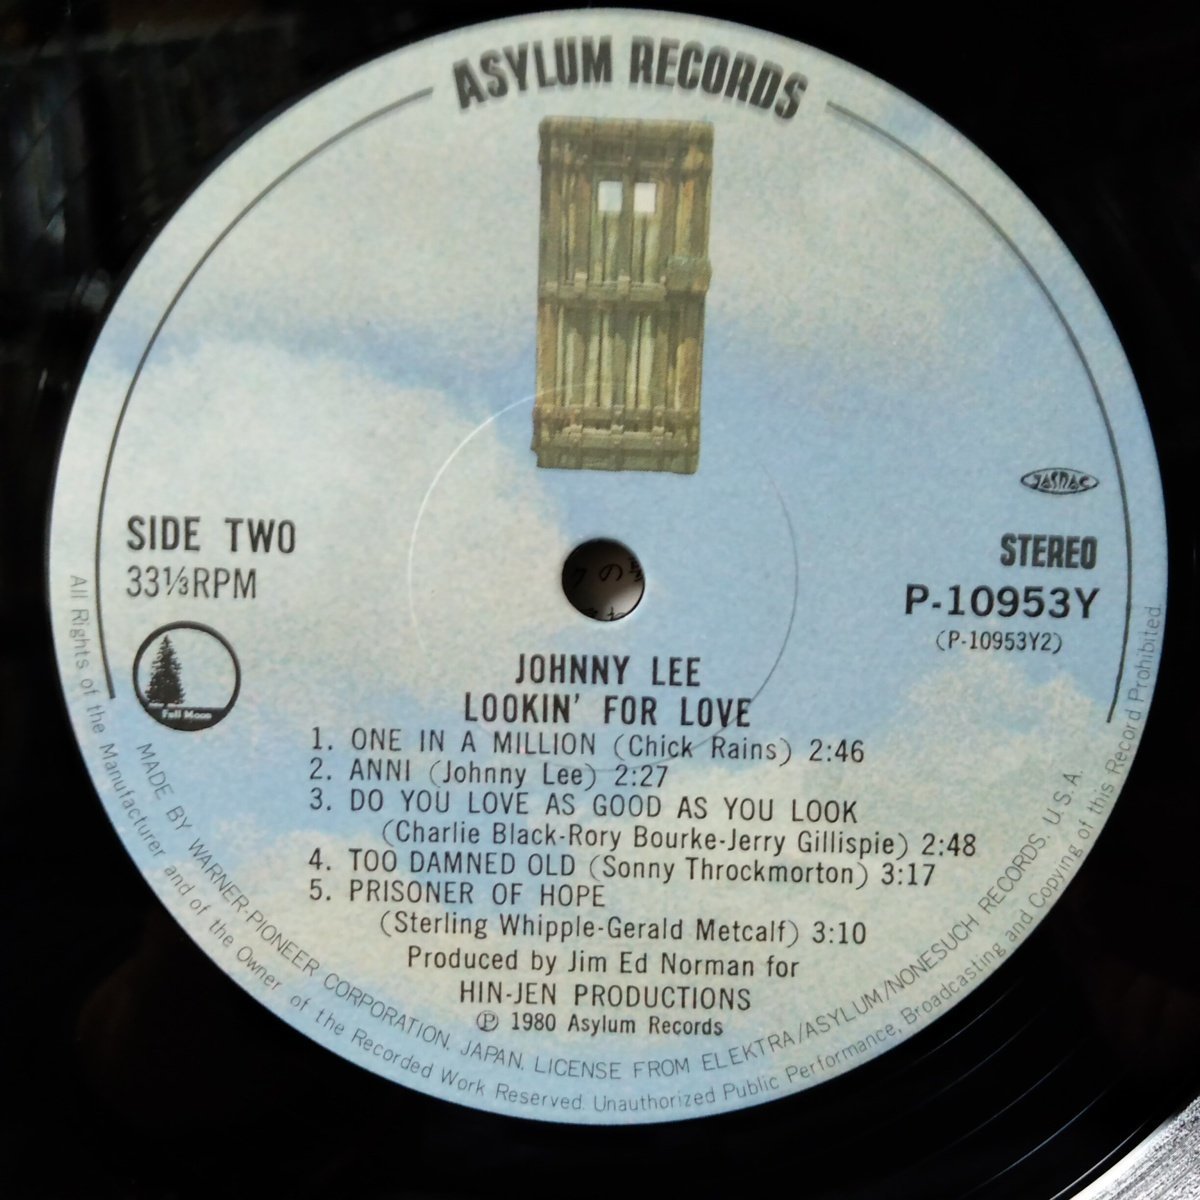 ASYLUM RECORDS
JASRAC
SIDE TWO
33⅓RPM
STEREO
P-10953Y
(P-10953Y2)
Full Moon
JOHNNY LEE
LOOKIN' FOR LOVE
1. ONE IN A MILLION (Chick Rains) 2:46
2. ANNI (Johnny Lee) 2:27
3. DO YOU LOVE AS GOOD AS YOU LOOK
(Charlie Black-Rory Bourke-Jerry Gillispie) 2:48
4. TOO DAMNED OLD (Sonny Throckmorton) 3:17
5. PRISONER OF HOPE
(Sterling Whipple-Gerald Metcalf) 3:10
Produced by Jim Ed Norman for
HIN-JEN PRODUCTIONS
Ⓟ 1980 Asylum Records
MADE BY WARNER-PIONEER CORPORATION, JAPAN, LICENSE FROM ELEKTRA/ASYLUM/NONESUCH RECORDS, U.S.A.
All Rights of the Manufacturer and of the Owner of the Recorded Work Reserved. Unauthorized Public Performance, Broadcasting and Copying of this Record Prohibited.